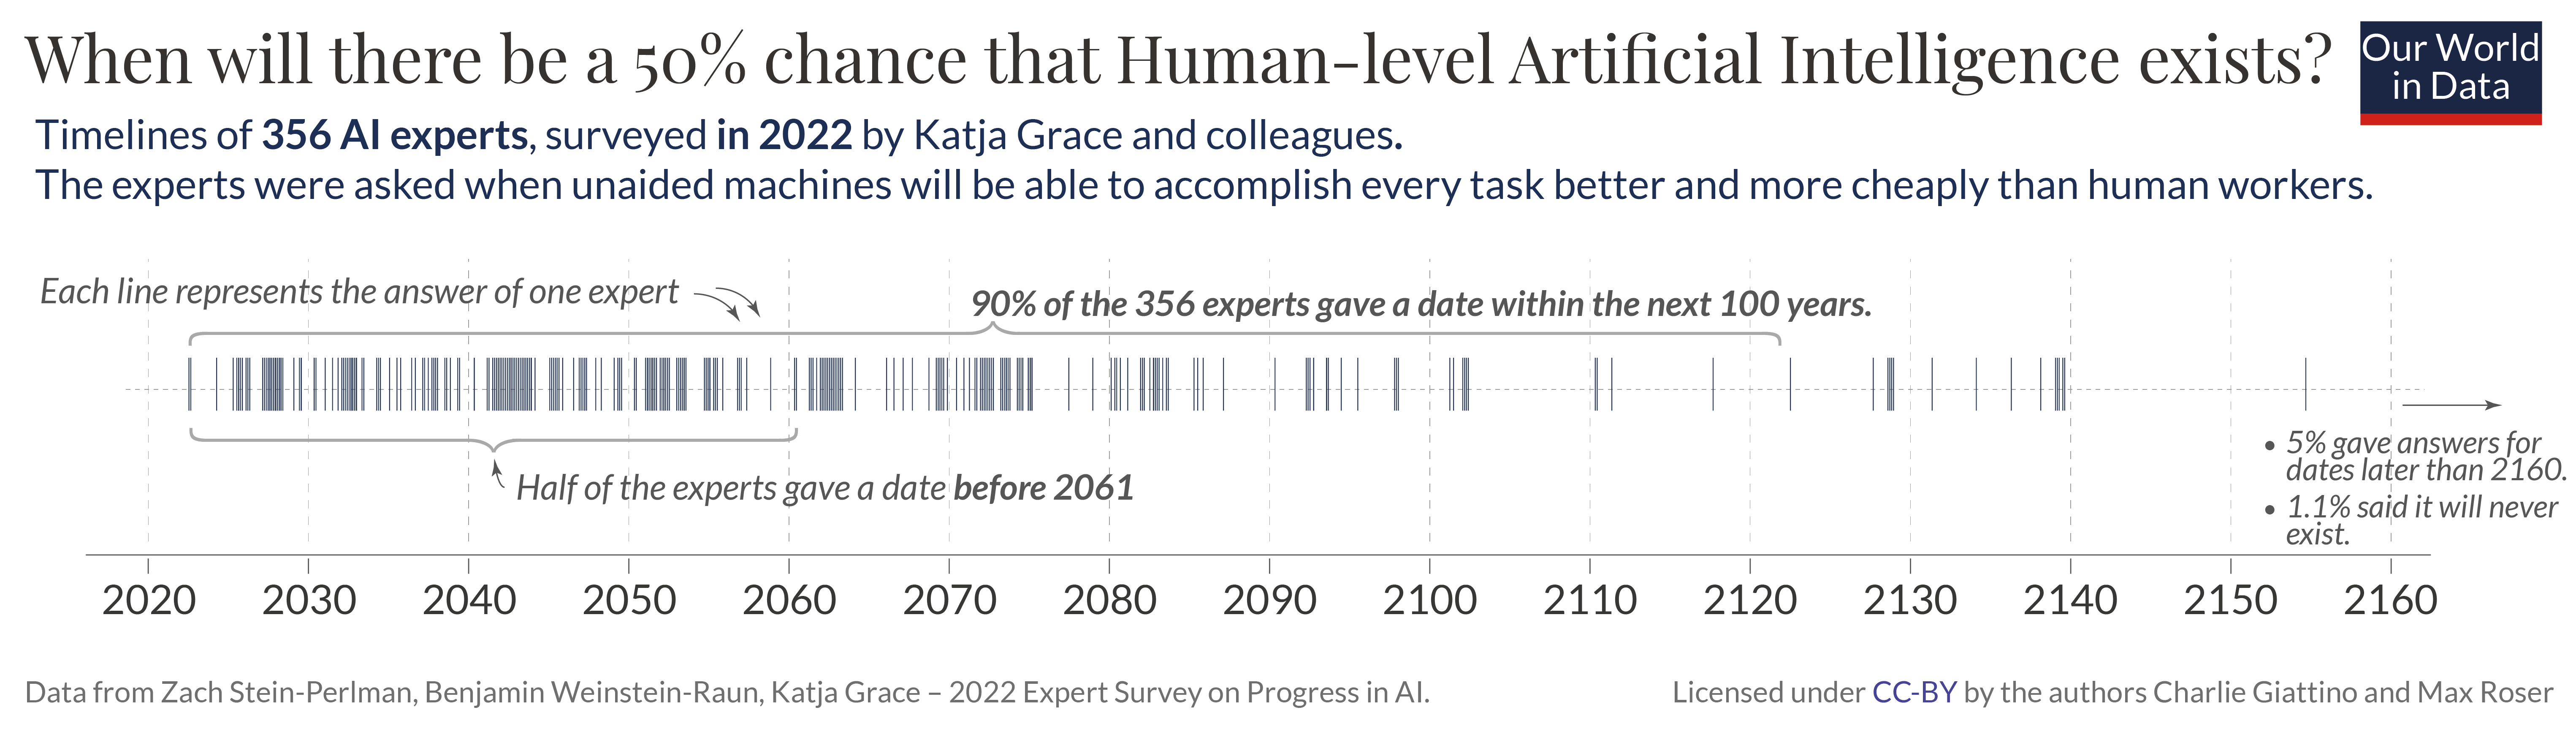 When will there be a 50% chance that Human-level Artificial Intelligence exists?
Our World
in Data
Timelines of 356 AI experts, surveyed in 2022 by Katja Grace and colleagues.
The experts were asked when unaided machines will be able to accomplish every task better and more cheaply than human workers.
Each line represents the answer of one expert
90% of the 356 experts gave a date within the next 100 years.
Half of the experts gave a date before 2061
• 5% gave answers for
dates later than 2160.
• 1.1% said it will never
exist.
2020 2030 2040 2050 2060 2070 2080 2090 2100 2110 2120 2130 2140 2150 2160
Data from Zach Stein-Perlman, Benjamin Weinstein-Raun, Katja Grace – 2022 Expert Survey on Progress in AI.
Licensed under CC-BY by the authors Charlie Giattino and Max Roser